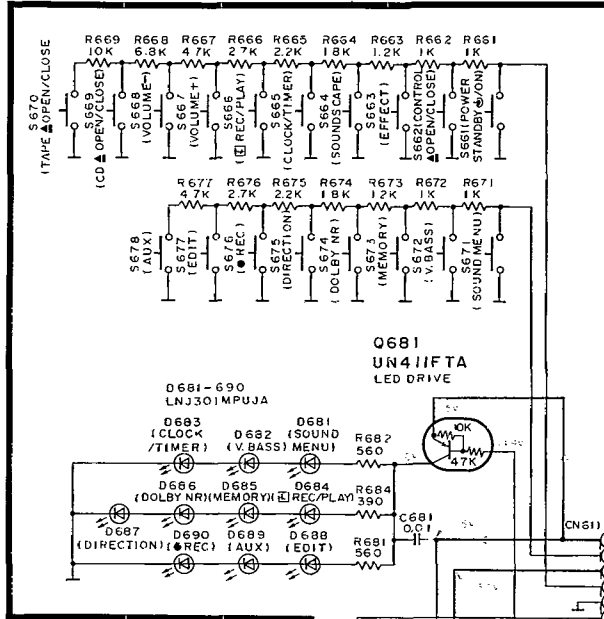 R669 R668 R667 R666 R665 R664 R663 R662 R661
10K 6.8K 4.7K 2.7K 2.2K 1.8K 1.2K 1K 1K
S670
(TAPE ▲OPEN/CLOSE
S669
(CD ▲OPEN/CLOSE)
S668
(VOLUME-)
S667
(VOLUME+)
S666
REC/PLAY)
S665
(CLOCK/TIMER)
S664
(SOUNDSCAPE)
S663
(EFFECT)
S662(CONTROL
▲OPEN/CLOSE)
S661(POWER
STANDBY /ON)
R677 R676 R675 R674 R673 R672 R671
4.7K 2.7K 2.2K 1.8K 1.2K 1K 1K
S678
(AUX)
S677
(EDIT)
S676
(●REC)
S675
(DIRECTION)
S674
(DOLBY NR)
S673
(MEMORY)
S672
(V.BASS)
S671
(SOUND MENU)
Q681
UN411FTA
LED DRIVE
10K
47K
D681-690
LNJ301MPUJA
D683
(CLOCK
/TIMER)
D682
(V.BASS)
D681
(SOUND
MENU)
R682
560
D686 D685 D684
(DOLBY NR)(MEMORY)( REC/PLAY)
R684
390
D687
(DIRECTION)
D690
(●REC)
D689
(AUX)
D688
(EDIT)
R681
560
C681
0.01
CN611